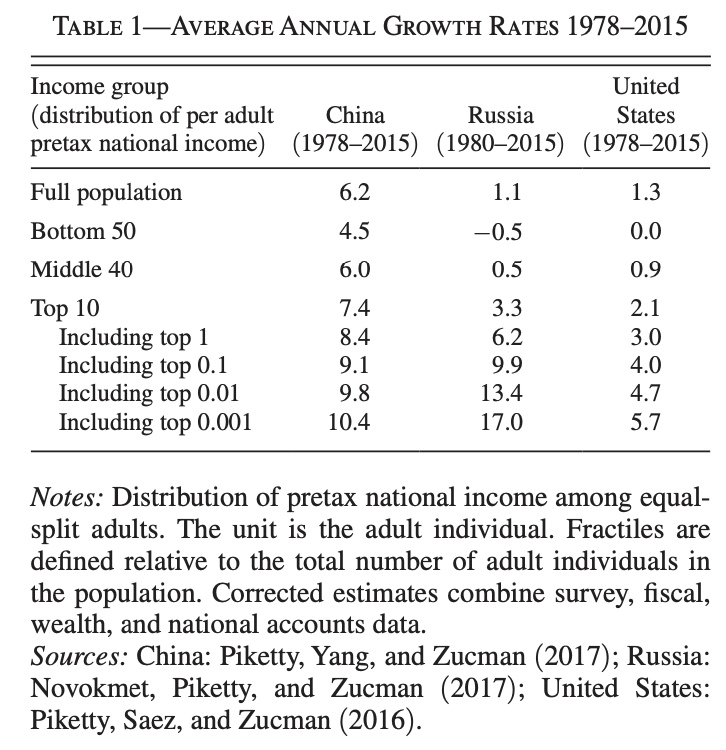 TABLE 1—AVERAGE ANNUAL GROWTH RATES 1978–2015
Income group
(distribution of per adult
pretax national income)
China
(1978–2015)
Russia
(1980–2015)
United
States
(1978–2015)
Full population 6.2 1.1 1.3
Bottom 50 4.5 −0.5 0.0
Middle 40 6.0 0.5 0.9
Top 10 7.4 3.3 2.1
Including top 1 8.4 6.2 3.0
Including top 0.1 9.1 9.9 4.0
Including top 0.01 9.8 13.4 4.7
Including top 0.001 10.4 17.0 5.7
Notes: Distribution of pretax national income among equal-
split adults. The unit is the adult individual. Fractiles are
defined relative to the total number of adult individuals in
the population. Corrected estimates combine survey, fiscal,
wealth, and national accounts data.
Sources: China: Piketty, Yang, and Zucman (2017); Russia:
Novokmet, Piketty, and Zucman (2017); United States:
Piketty, Saez, and Zucman (2016).